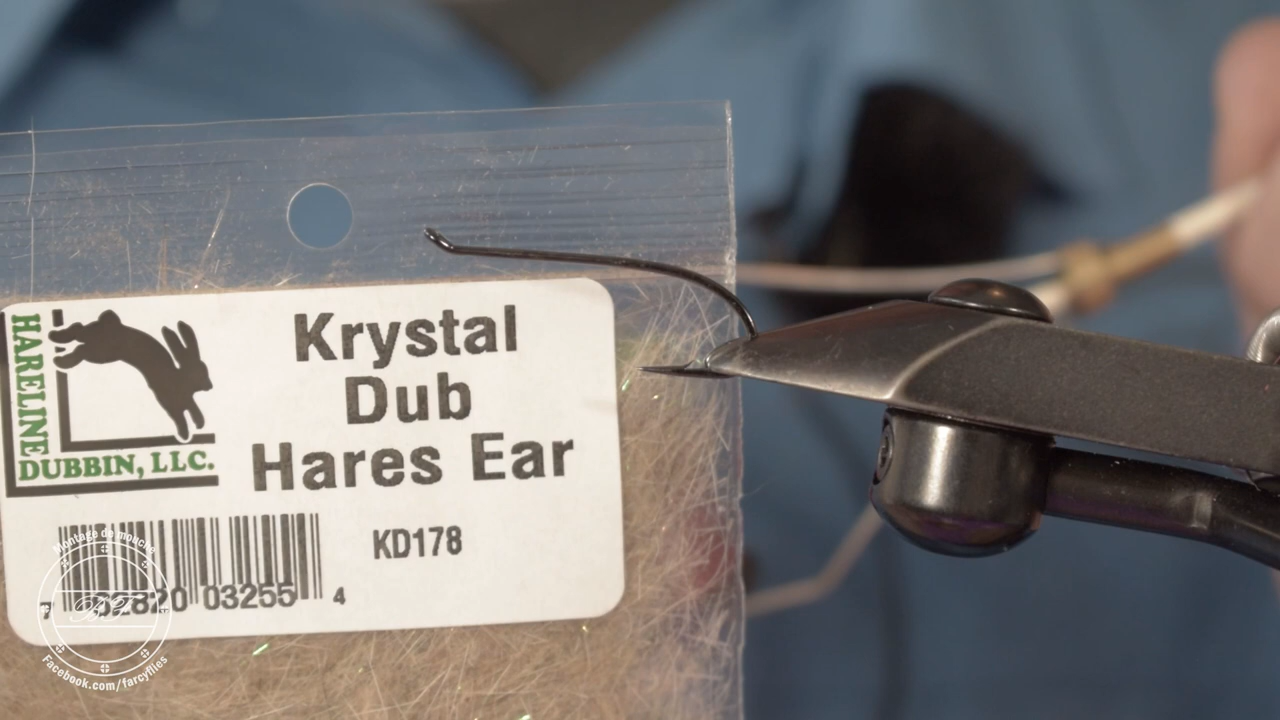 HARELINE
DUBBIN, LLC.
Krystal
Dub
Hares Ear
KD178
03255 4
Montage de mouche
Facebook.com/farcyflies